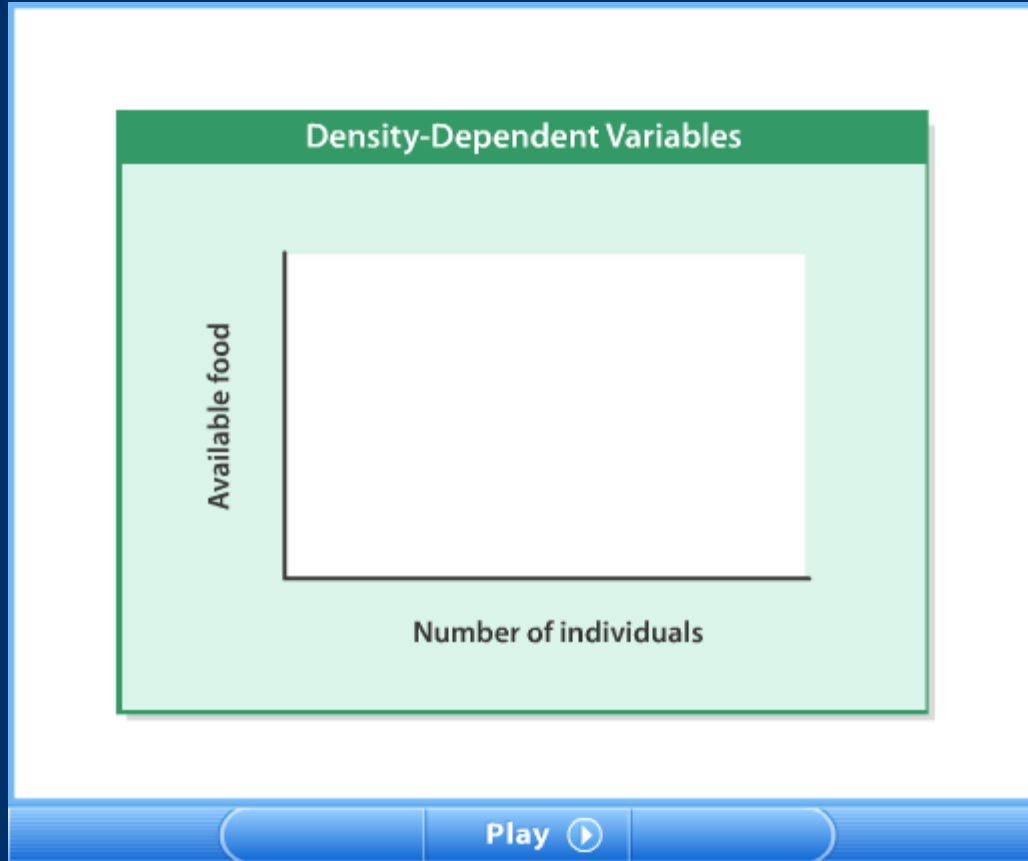 Density-Dependent Variables
Available food
Number of individuals
Play